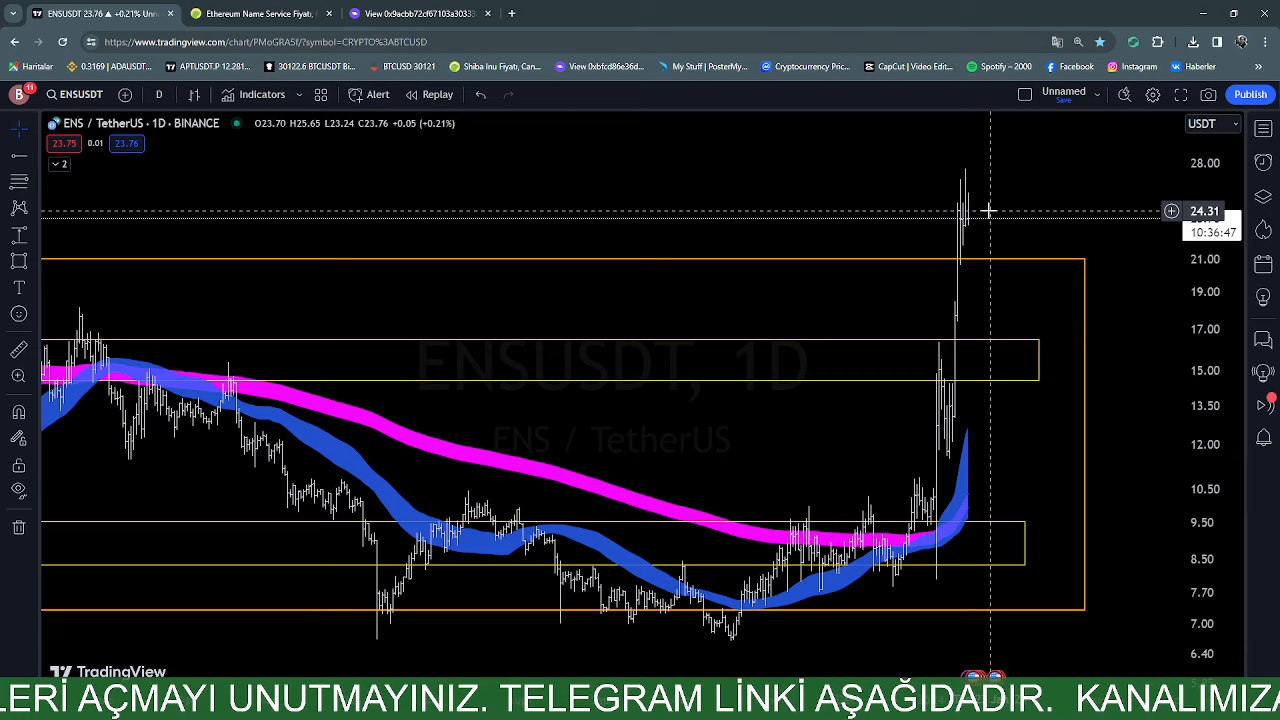 ENSUSDT ▲ +0.21% Unn
Ethereum Name Service Fiyatı,
View 0x9acbb72cf67103a30333
https://www.tradingview.com/chart/PMoGRASf/?symbol=CRYPTO%3ABTCUSD
Haritalar
0.3169 | ADAUSDT...
APTUSDT.P 12.281...
30122.6 BTCUSDT Bi...
BTCUSD 30121
Shiba Inu Fiyatı, Can...
View 0xbfcd86e36d...
My Stuff | PosterMy...
Cryptocurrency Pric...
CapCut | Video Edit...
Spotify – 2000
Facebook
Instagram
Haberler
B 11
ENSUSDT
D
Indicators
Alert
Replay
Unnamed
Save
Publish
ENS / TetherUS · 1D · BINANCE
O23.70 H25.65 L23.24 C23.76 +0.05 (+0.21%)
USDT
23.75 0.01 23.76
2
28.00
24.31
10:36:47
21.00
19.00
17.00
15.00
13.50
12.00
10.50
9.50
8.50
7.70
7.00
6.40
ENSUSDT, 1D
ENS / TetherUS
TradingView
LERİ AÇMAYI UNUTMAYINIZ. TELEGRAM LİNKİ AŞAĞIDADIR. KANALIMIZA